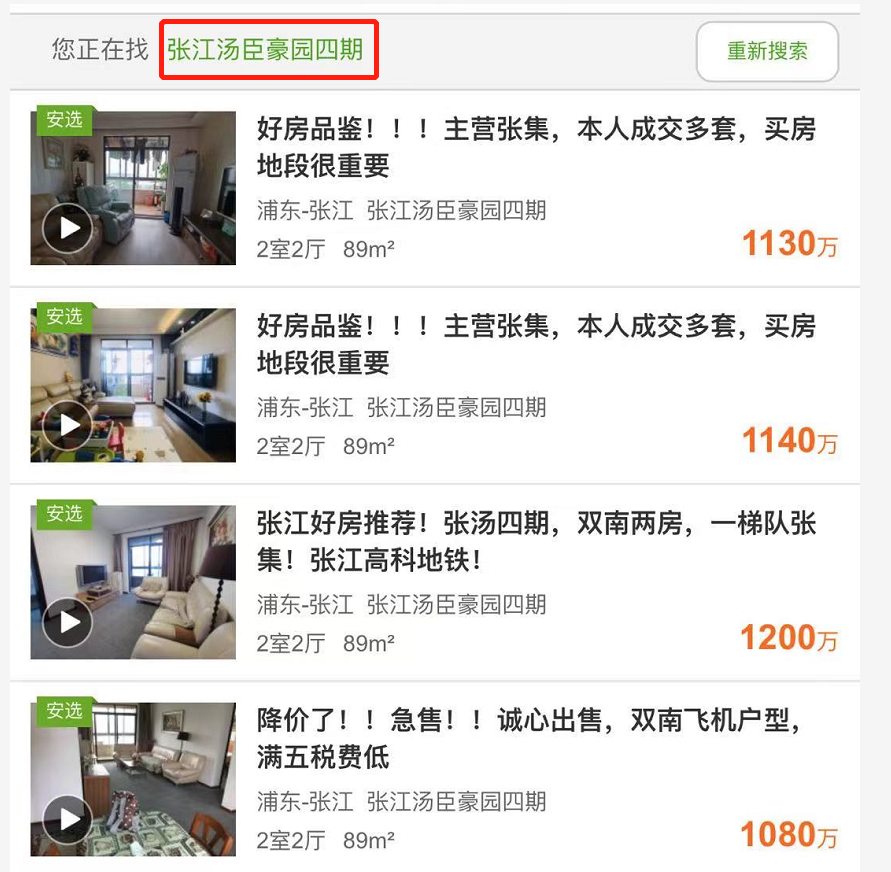 您正在找 张江汤臣豪园四期 重新搜索
安选
好房品鉴！！！主营张集，本人成交多套，买房
地段很重要
浦东-张江 张江汤臣豪园四期
2室2厅 89m² 1130万
安选
好房品鉴！！！主营张集，本人成交多套，买房
地段很重要
浦东-张江 张江汤臣豪园四期
2室2厅 89m² 1140万
安选
张江好房推荐！张汤四期，双南两房，一梯队张
集！张江高科地铁！
浦东-张江 张江汤臣豪园四期
2室2厅 89m² 1200万
安选
降价了！！急售！！诚心出售，双南飞机户型，
满五税费低
浦东-张江 张江汤臣豪园四期
2室2厅 89m² 1080万